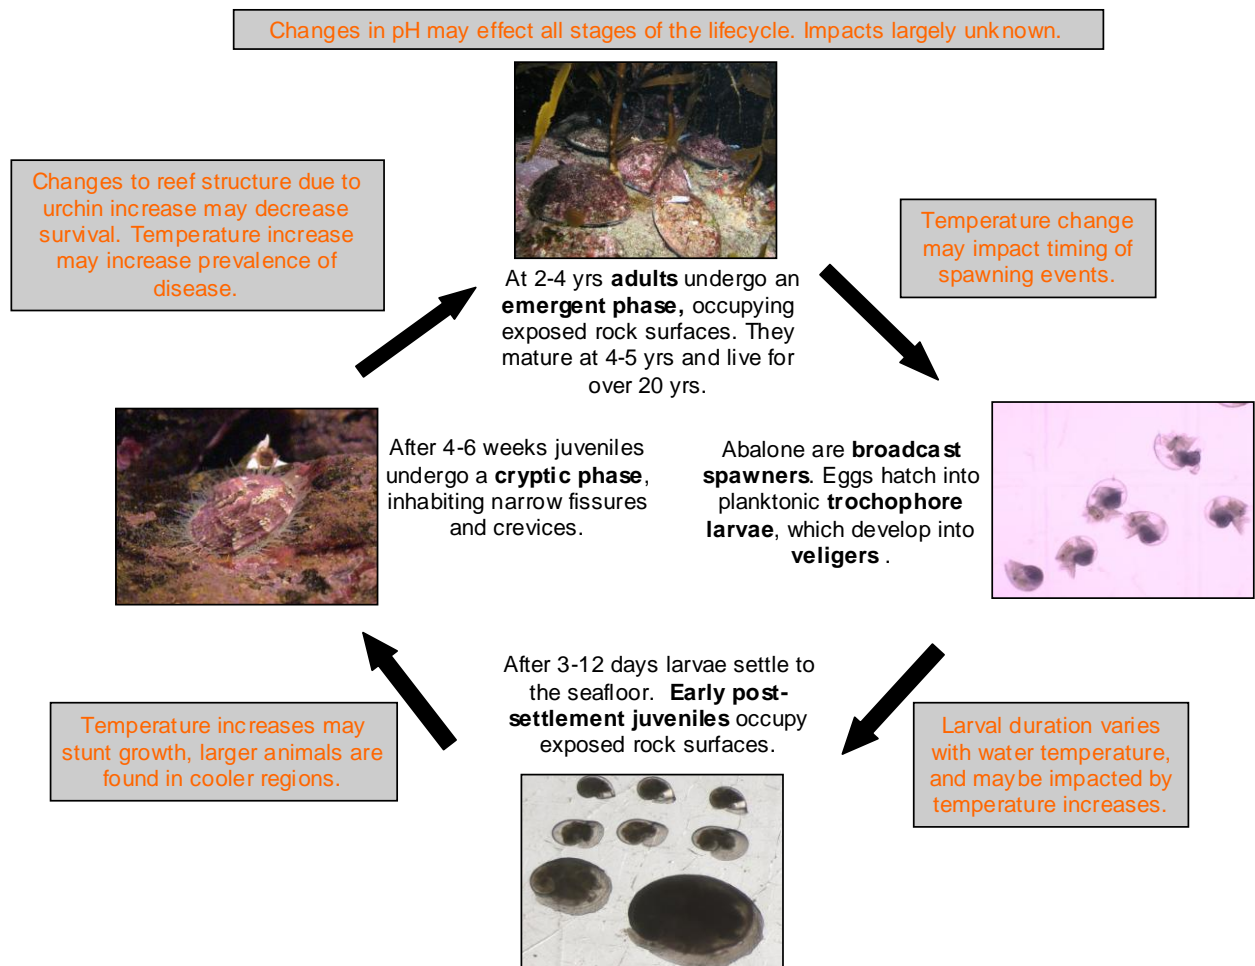 Changes in pH may effect all stages of the lifecycle. Impacts largely unknown.
Changes to reef structure due to
urchin increase may decrease
survival. Temperature increase
may increase prevalence of
disease.
Temperature change
may impact timing of
spawning events.
At 2-4 yrs adults undergo an
emergent phase, occupying
exposed rock surfaces. They
mature at 4-5 yrs and live for
over 20 yrs.
After 4-6 weeks juveniles
undergo a cryptic phase,
inhabiting narrow fissures
and crevices.
Abalone are broadcast
spawners. Eggs hatch into
planktonic trochophore
larvae, which develop into
veligers .
After 3-12 days larvae settle to
the seafloor. Early post-
settlement juveniles occupy
exposed rock surfaces.
Temperature increases may
stunt growth, larger animals are
found in cooler regions.
Larval duration varies
with water temperature,
and maybe impacted by
temperature increases.